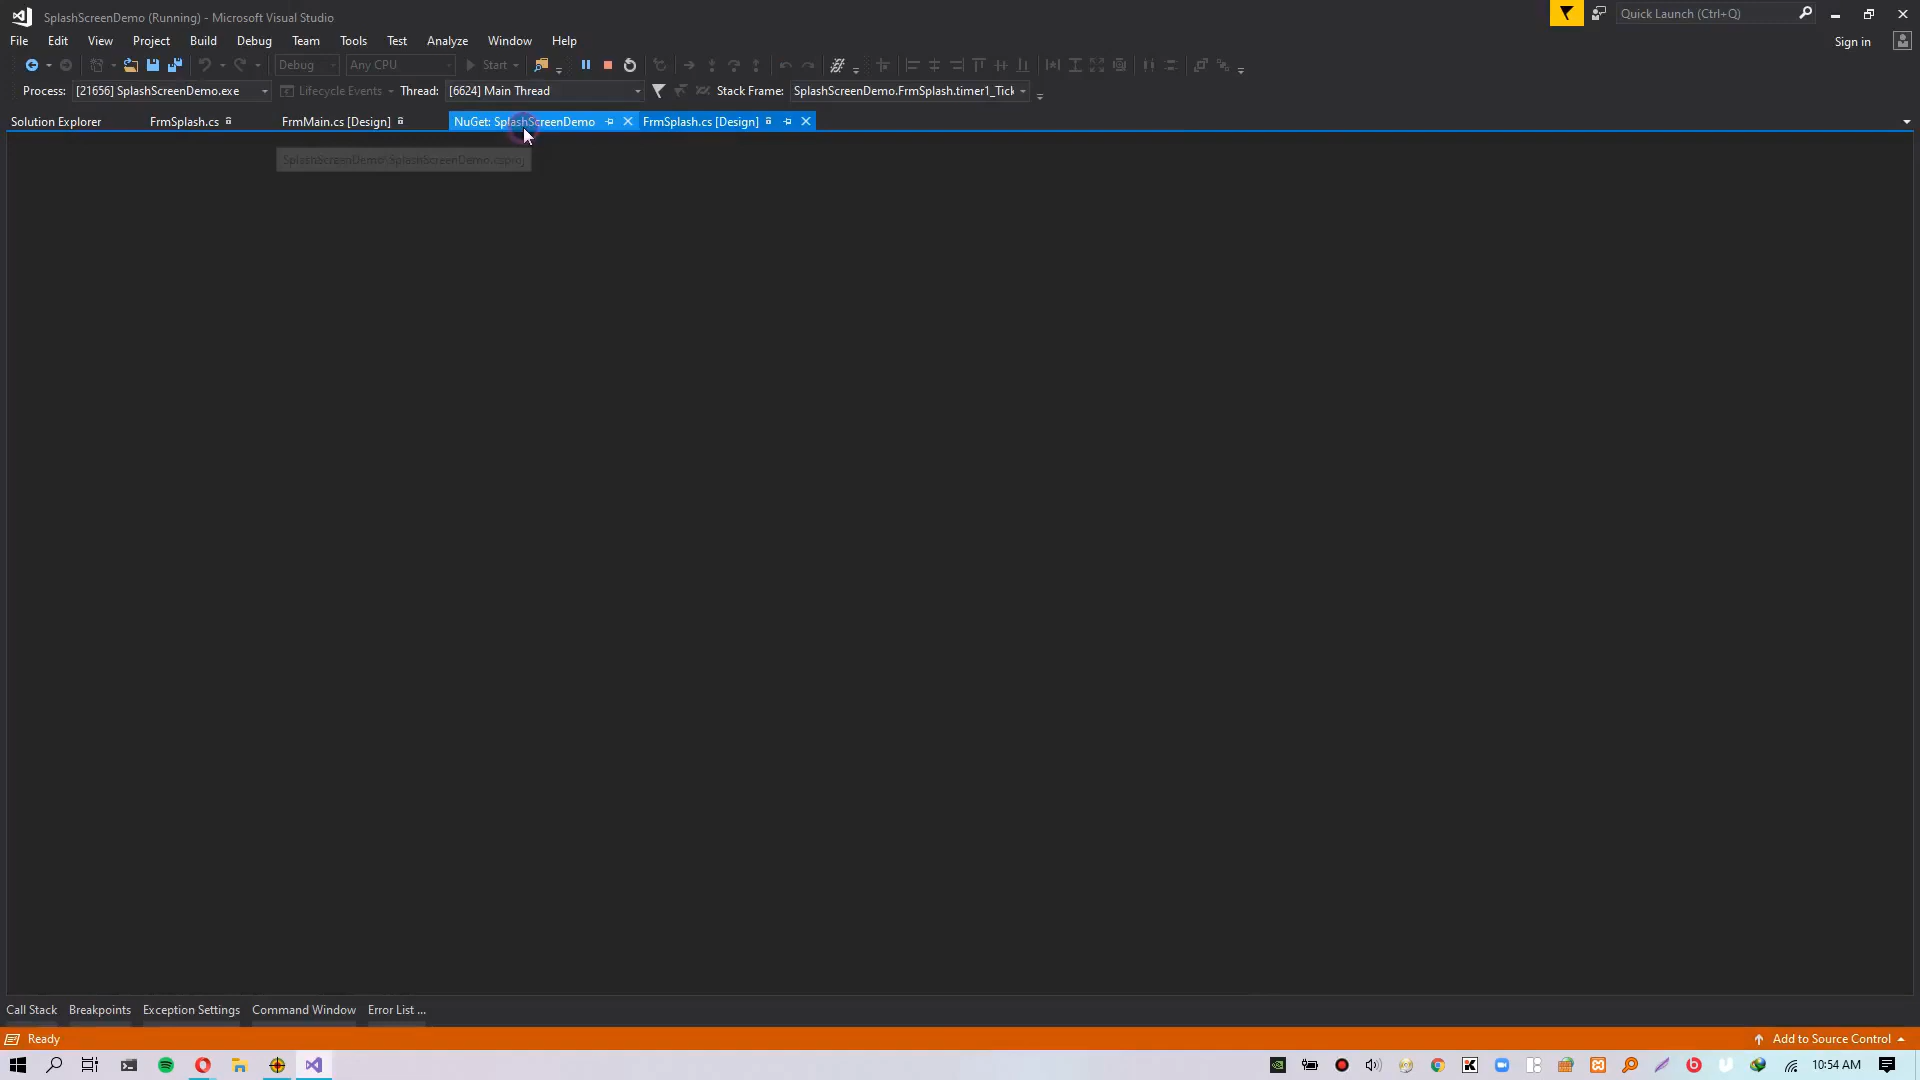 SplashScreenDemo (Running) - Microsoft Visual Studio
Quick Launch (Ctrl+Q)
File Edit View Project Build Debug Team Tools Test Analyze Window Help
Sign in
Debug Any CPU Start
Process: [21656] SplashScreenDemo.exe Lifecycle Events Thread: [6624] Main Thread Stack Frame: SplashScreenDemo.FrmSplash.timer1_Tick
Solution Explorer FrmSplash.cs FrmMain.cs [Design] NuGet: SplashScreenDemo FrmSplash.cs [Design]
Call Stack Breakpoints Exception Settings Command Window Error List ...
Ready
Add to Source Control
10:54 AM